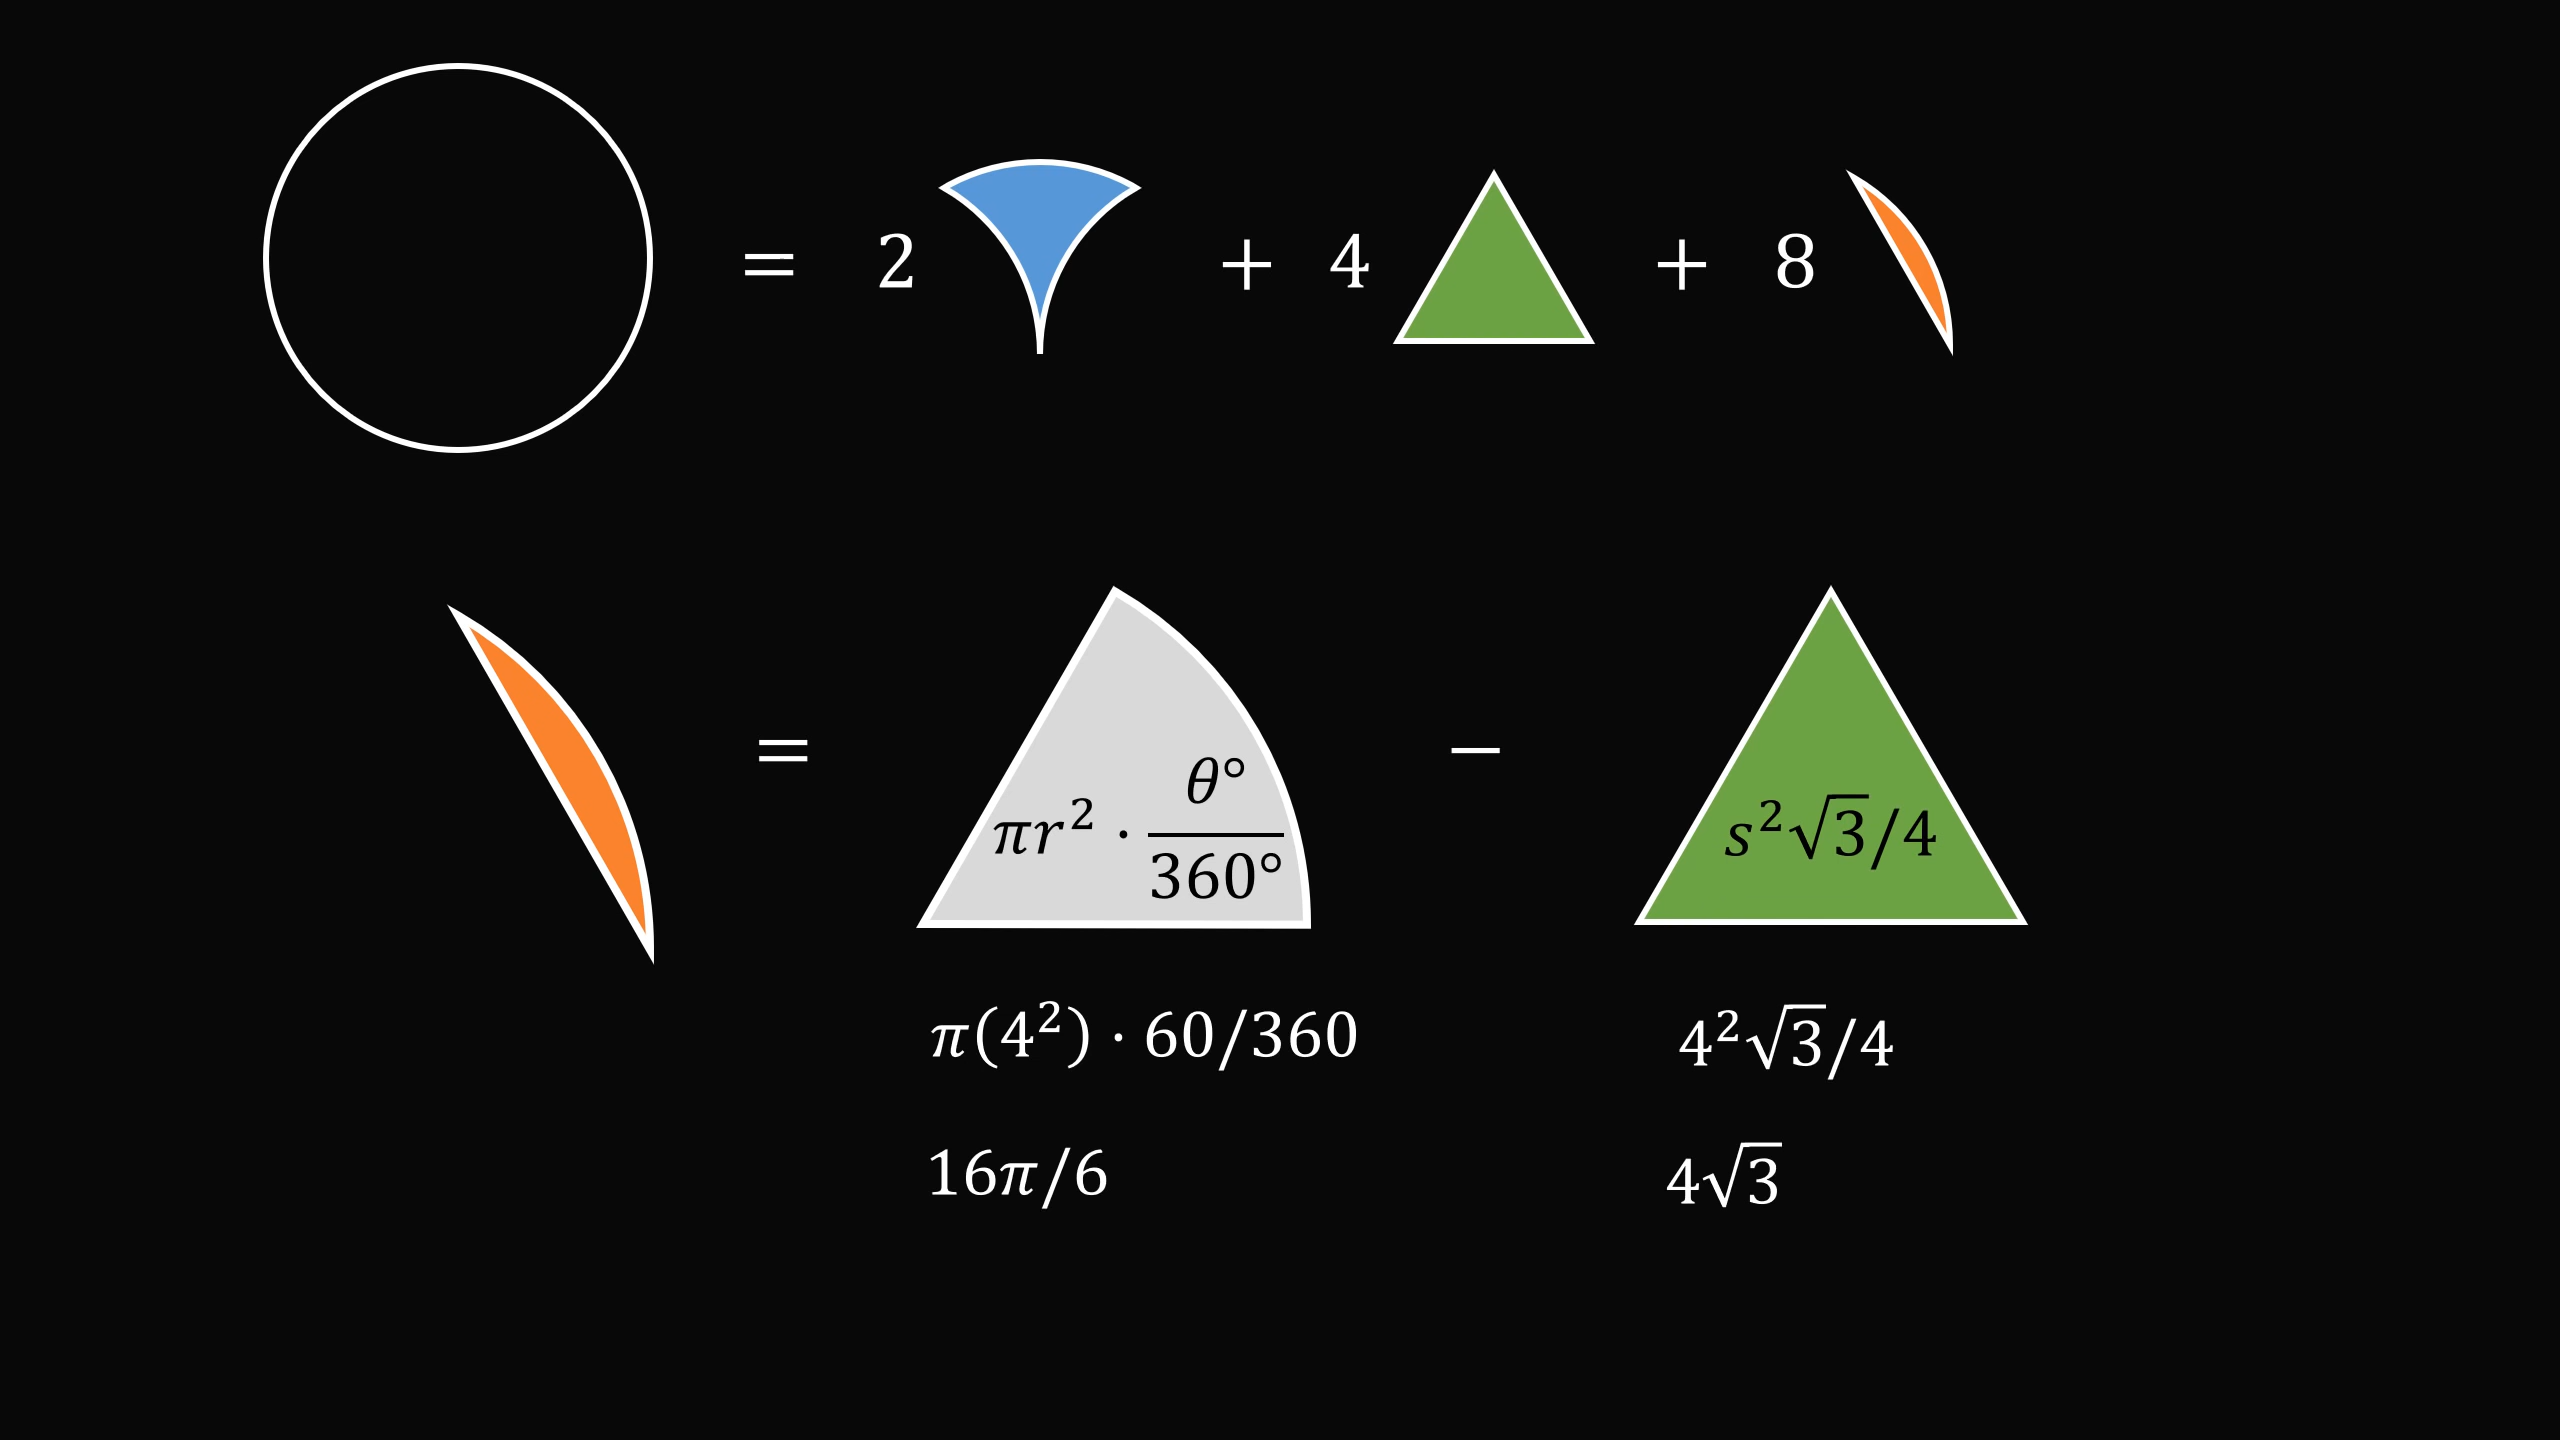 = 2 + 4 + 8
= πr² · θ°/360° − s²√3/4
π(4²) · 60/360 4²√3/4
16π/6 4√3